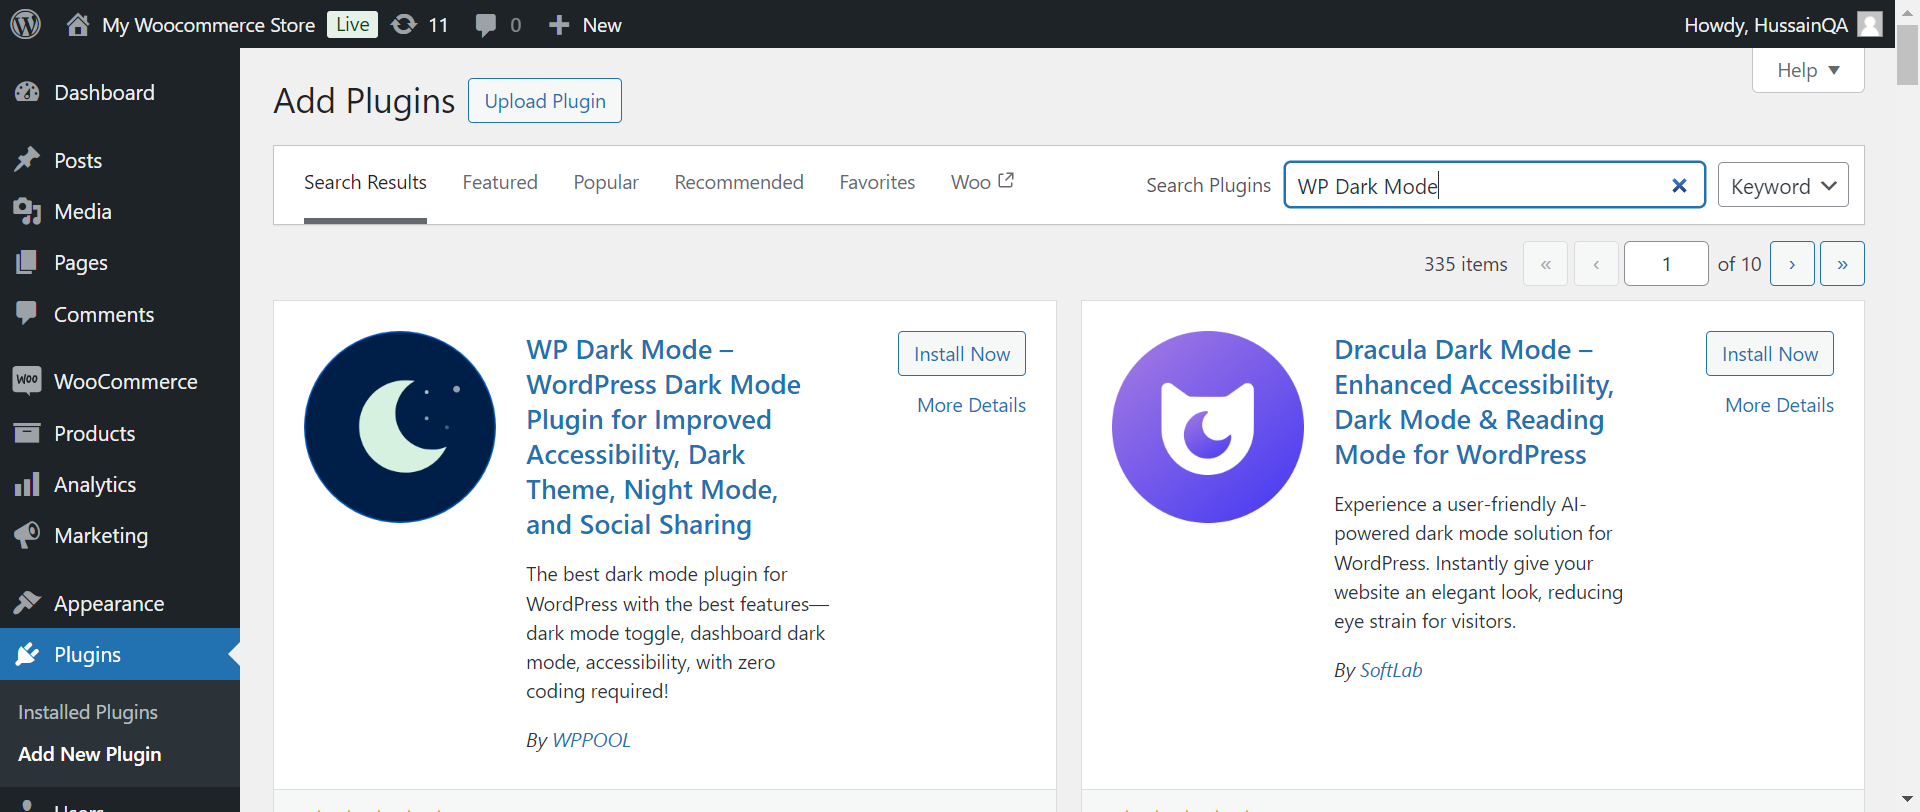 My Woocommerce Store Live 11 0 New Howdy, HussainQA
Help
Dashboard
Posts
Media
Pages
Comments
WOO WooCommerce
Products
Analytics
Marketing
Appearance
Plugins
Installed Plugins
Add New Plugin
Users
Add Plugins Upload Plugin
Search Results Featured Popular Recommended Favorites Woo Search Plugins WP Dark Mode Keyword
335 items « ‹ 1 of 10 › »
WP Dark Mode –
WordPress Dark Mode
Plugin for Improved
Accessibility, Dark
Theme, Night Mode,
and Social Sharing
Install Now
More Details
The best dark mode plugin for
WordPress with the best features—
dark mode toggle, dashboard dark
mode, accessibility, with zero
coding required!
By WPPOOL
Dracula Dark Mode –
Enhanced Accessibility,
Dark Mode & Reading
Mode for WordPress
Install Now
More Details
Experience a user-friendly AI-
powered dark mode solution for
WordPress. Instantly give your
website an elegant look, reducing
eye strain for visitors.
By SoftLab